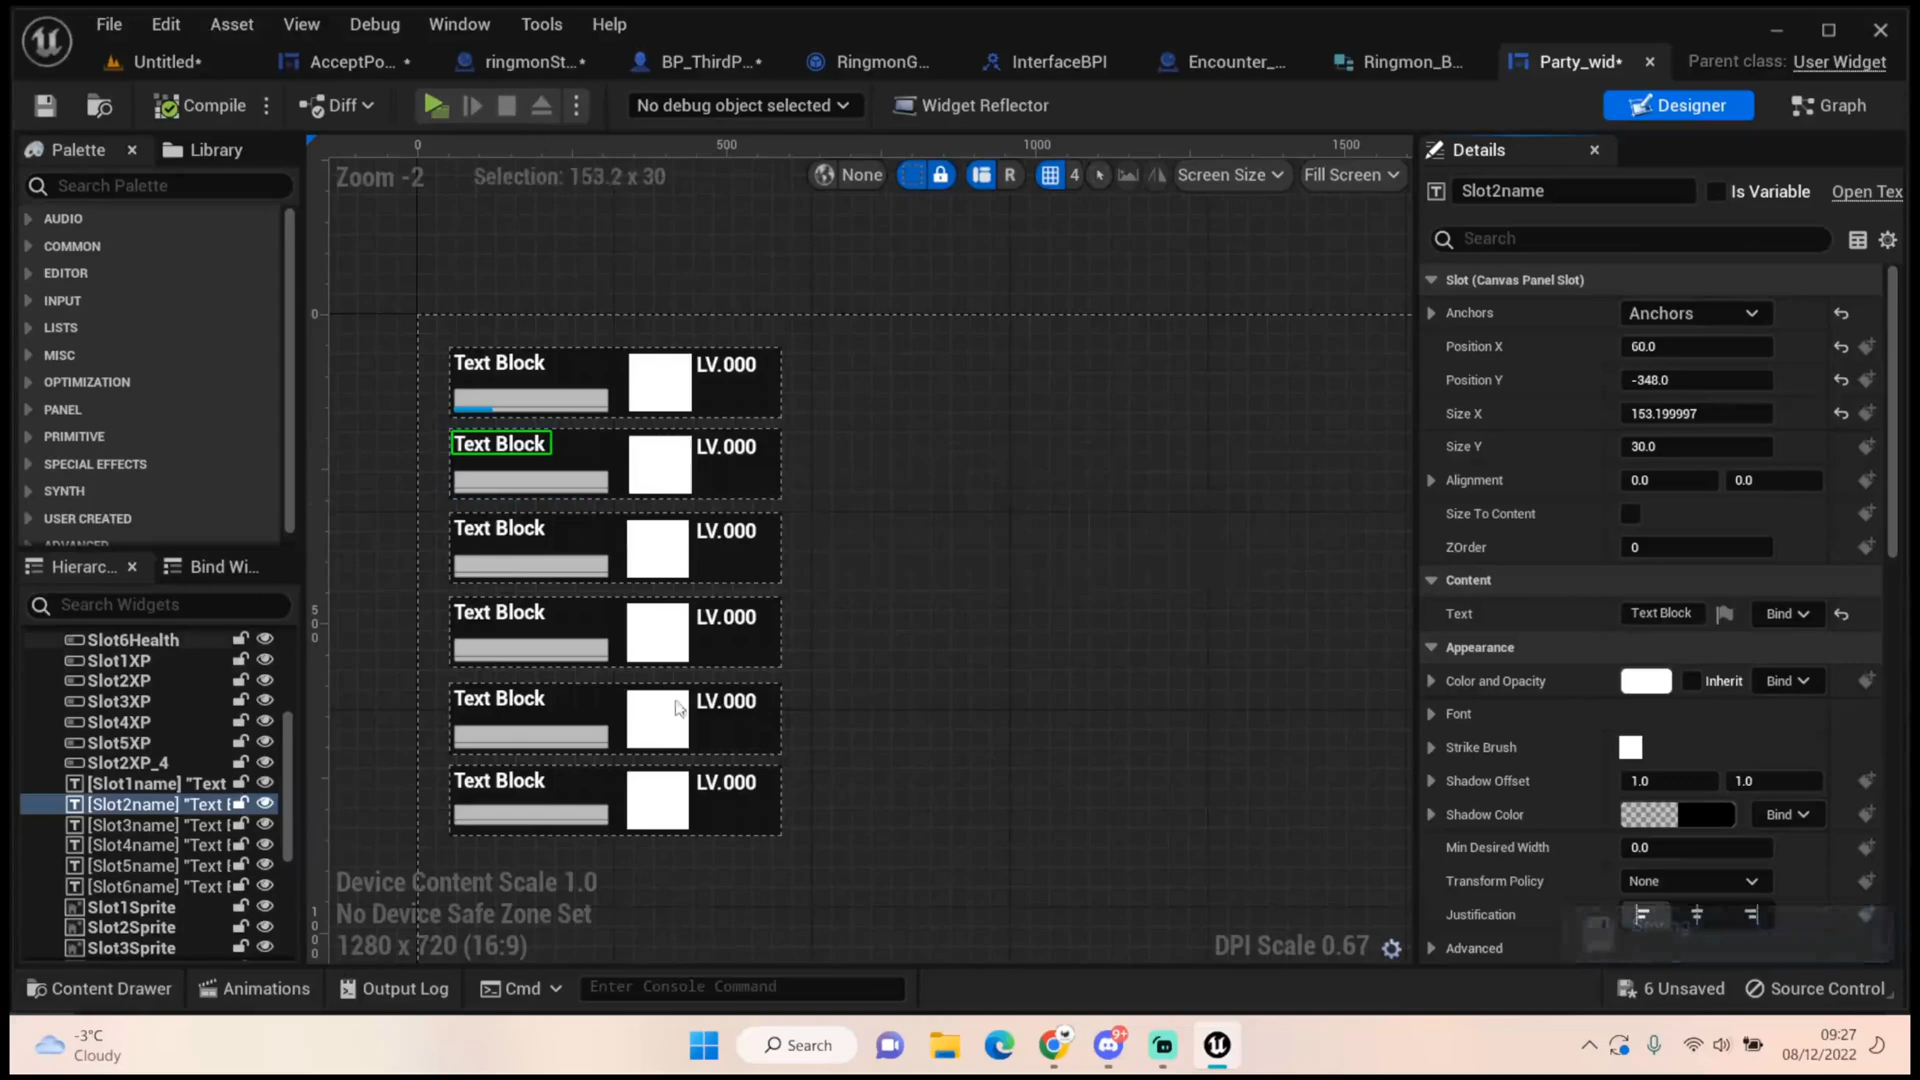 File Edit Asset View Debug Window Tools Help
Untitled* AcceptPo... * ringmonSt...* BP_ThirdP...* RingmonG... InterfaceBPI Encounter_... Ringmon_B... Party_wid* Parent class: User Widget
Compile Diff No debug object selected Widget Reflector Designer Graph
Palette Library
Search Palette
AUDIO
COMMON
EDITOR
INPUT
LISTS
MISC
OPTIMIZATION
PANEL
PRIMITIVE
SPECIAL EFFECTS
SYNTH
USER CREATED
ADVANCED
Hierarc... Bind Wi...
Search Widgets
Slot6Health
Slot1XP
Slot2XP
Slot3XP
Slot4XP
Slot5XP
Slot2XP_4
[Slot1name] "Text
[Slot2name] "Text
[Slot3name] "Text
[Slot4name] "Text
[Slot5name] "Text
[Slot6name] "Text
Slot1Sprite
Slot2Sprite
Slot3Sprite
0 500 1000 1500
Zoom -2 Selection: 153.2 x 30 None R 4 Screen Size Fill Screen
0
Text Block LV.000
Text Block LV.000
Text Block LV.000
Text Block LV.000
Text Block LV.000
Text Block LV.000
5
0
0
1
0
0
0
Device Content Scale 1.0
No Device Safe Zone Set
1280 x 720 (16:9) DPI Scale 0.67
Details
Slot2name Is Variable Open Tex
Search
Slot (Canvas Panel Slot)
Anchors Anchors
Position X 60.0
Position Y -348.0
Size X 153.199997
Size Y 30.0
Alignment 0.0 0.0
Size To Content
ZOrder 0
Content
Text Text Block Bind
Appearance
Color and Opacity Inherit Bind
Font
Strike Brush
Shadow Offset 1.0 1.0
Shadow Color Bind
Min Desired Width 0.0
Transform Policy None
Justification
Advanced
Content Drawer Animations Output Log Cmd Enter Console Command 6 Unsaved Source Control
-3°C
Cloudy
Search
9+
09:27
08/12/2022